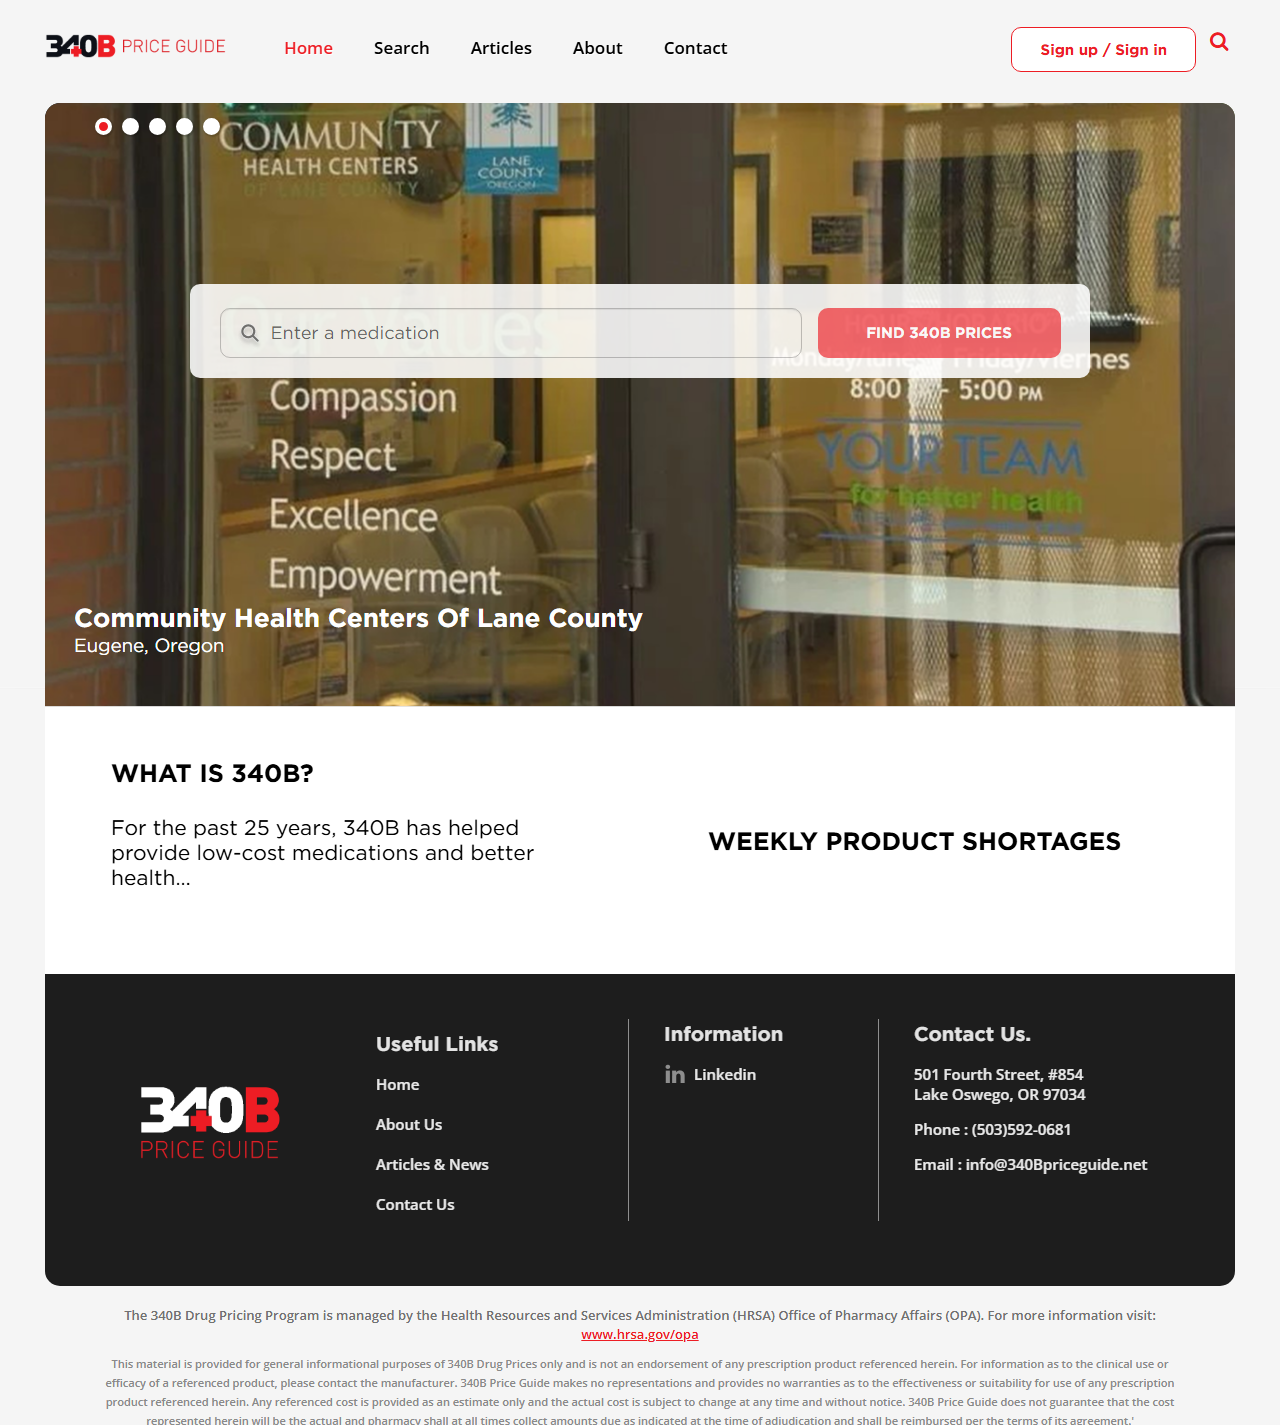 340B PRICE GUIDE
Home
Search
Articles
About
Contact
Sign up / Sign in
COMMUNITY
HEALTH CENTERS
OF LANE COUNTY
LANE
COUNTY
OREGON
Our Values
Enter a medication
FIND 340B PRICES
Monday/lunes - Friday/viernes
8:00 - 5:00 PM
Compassion
Respect
Excellence
Empowerment
YOUR TEAM
for better health
Community Health Centers Of Lane County
Eugene, Oregon
WHAT IS 340B?
For the past 25 years, 340B has helped
provide low-cost medications and better
health...
WEEKLY PRODUCT SHORTAGES
340B
PRICE GUIDE
Useful Links
Home
About Us
Articles & News
Contact Us
Information
in Linkedin
Contact Us.
501 Fourth Street, #854
Lake Oswego, OR 97034
Phone : (503)592-0681
Email : info@340Bpriceguide.net
The 340B Drug Pricing Program is managed by the Health Resources and Services Administration (HRSA) Office of Pharmacy Affairs (OPA). For more information visit:
www.hrsa.gov/opa
This material is provided for general informational purposes of 340B Drug Prices only and is not an endorsement of any prescription product referenced herein. For information as to the clinical use or
efficacy of a referenced product, please contact the manufacturer. 340B Price Guide makes no representations and provides no warranties as to the effectiveness or suitability for use of any prescription
product referenced herein. Any referenced cost is provided as an estimate only and the actual cost is subject to change at any time and without notice. 340B Price Guide does not guarantee that the cost
represented herein will be the actual and pharmacy shall at all times collect amounts due as indicated at the time of adjudication and shall be reimbursed per the terms of its agreement.'